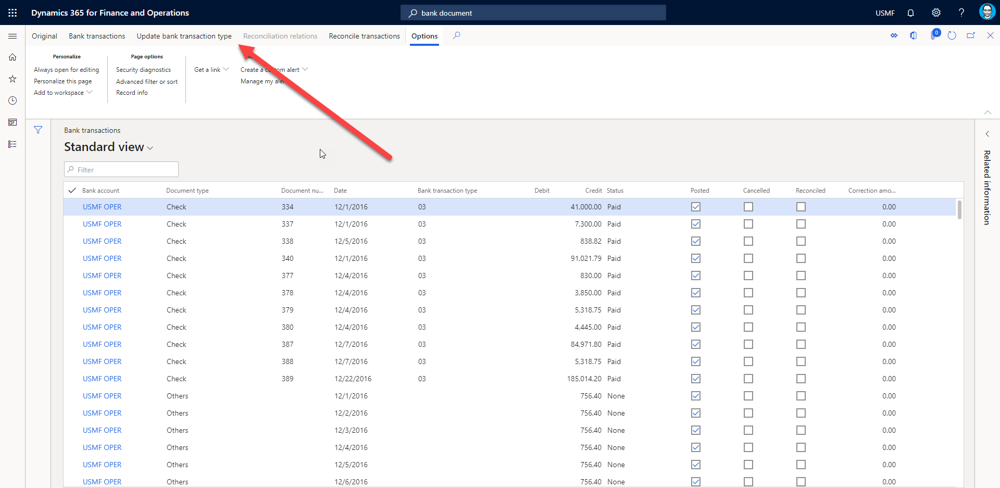 Dynamics 365 for Finance and Operations
bank document
USMF
Original Bank transactions Update bank transaction type Reconciliation relations Reconcile transactions Options
0
Personalize
Always open for editing
Personalize this page
Add to workspace
Page options
Security diagnostics
Advanced filter or sort
Record info
Get a link
Create a custom alert
Manage my
Bank transactions
Standard view
Filter
Related information
Bank account Document type Document nu... Date Bank transaction type Debit Credit Status Posted Cancelled Reconciled Correction amo...
USMF OPER Check 334 12/1/2016 03 41,000.00 Paid 0.00
USMF OPER Check 337 12/1/2016 03 7,300.00 Paid 0.00
USMF OPER Check 338 12/5/2016 03 838.82 Paid 0.00
USMF OPER Check 340 12/1/2016 03 91,021.79 Paid 0.00
USMF OPER Check 377 12/4/2016 03 830.00 Paid 0.00
USMF OPER Check 378 12/4/2016 03 3,850.00 Paid 0.00
USMF OPER Check 379 12/4/2016 03 5,318.75 Paid 0.00
USMF OPER Check 380 12/4/2016 03 4,445.00 Paid 0.00
USMF OPER Check 387 12/7/2016 03 84,971.80 Paid 0.00
USMF OPER Check 388 12/7/2016 03 5,318.75 Paid 0.00
USMF OPER Check 389 12/22/2016 03 185,014.20 Paid 0.00
USMF OPER Others 12/1/2016 756.40 None 0.00
USMF OPER Others 12/2/2016 756.40 None 0.00
USMF OPER Others 12/3/2016 756.40 None 0.00
USMF OPER Others 12/4/2016 756.40 None 0.00
USMF OPER Others 12/5/2016 756.40 None 0.00
USMF OPER Others 12/6/2016 756.40 None 0.00